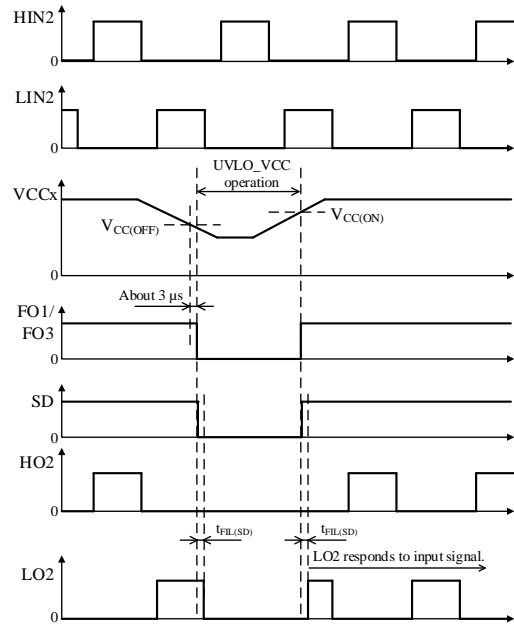 HIN2
0
LIN2
0
UVLO_VCC
operation
VCCx
VCC(OFF)
VCC(ON)
0
About 3 µs
FO1/
FO3
0
SD
0
HO2
0
tFIL(SD)
tFIL(SD)
LO2 responds to input signal.
LO2
0